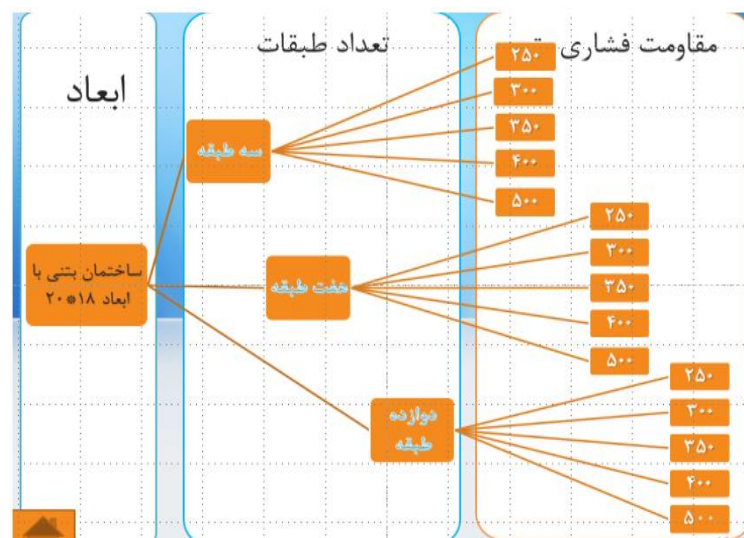 ابعاد
تعداد طبقات
مقاومت فشاری
ساختمان بتنی با
ابعاد ۱۸*۲۰
سه طبقه
۲۵۰
۳۰۰
۳۵۰
۴۰۰
۵۰۰
هفت طبقه
۲۵۰
۳۰۰
۳۵۰
۴۰۰
۵۰۰
دوازده
طبقه
۲۵۰
۳۰۰
۳۵۰
۴۰۰
۵۰۰